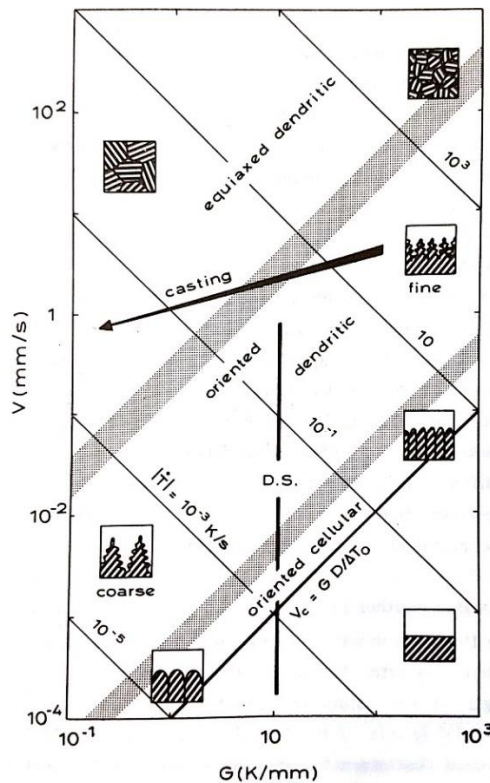 10²
equiaxed dendritic
10³
fine
casting
V (mm/s)
1
oriented
dendritic
10
10⁻¹
D.S.
|Ṫ| = 10⁻³ K/s
10⁻²
oriented cellular
V_c = G D/ΔT₀
coarse
10⁻⁵
10⁻⁴
10⁻¹
10
10³
G(K/mm)